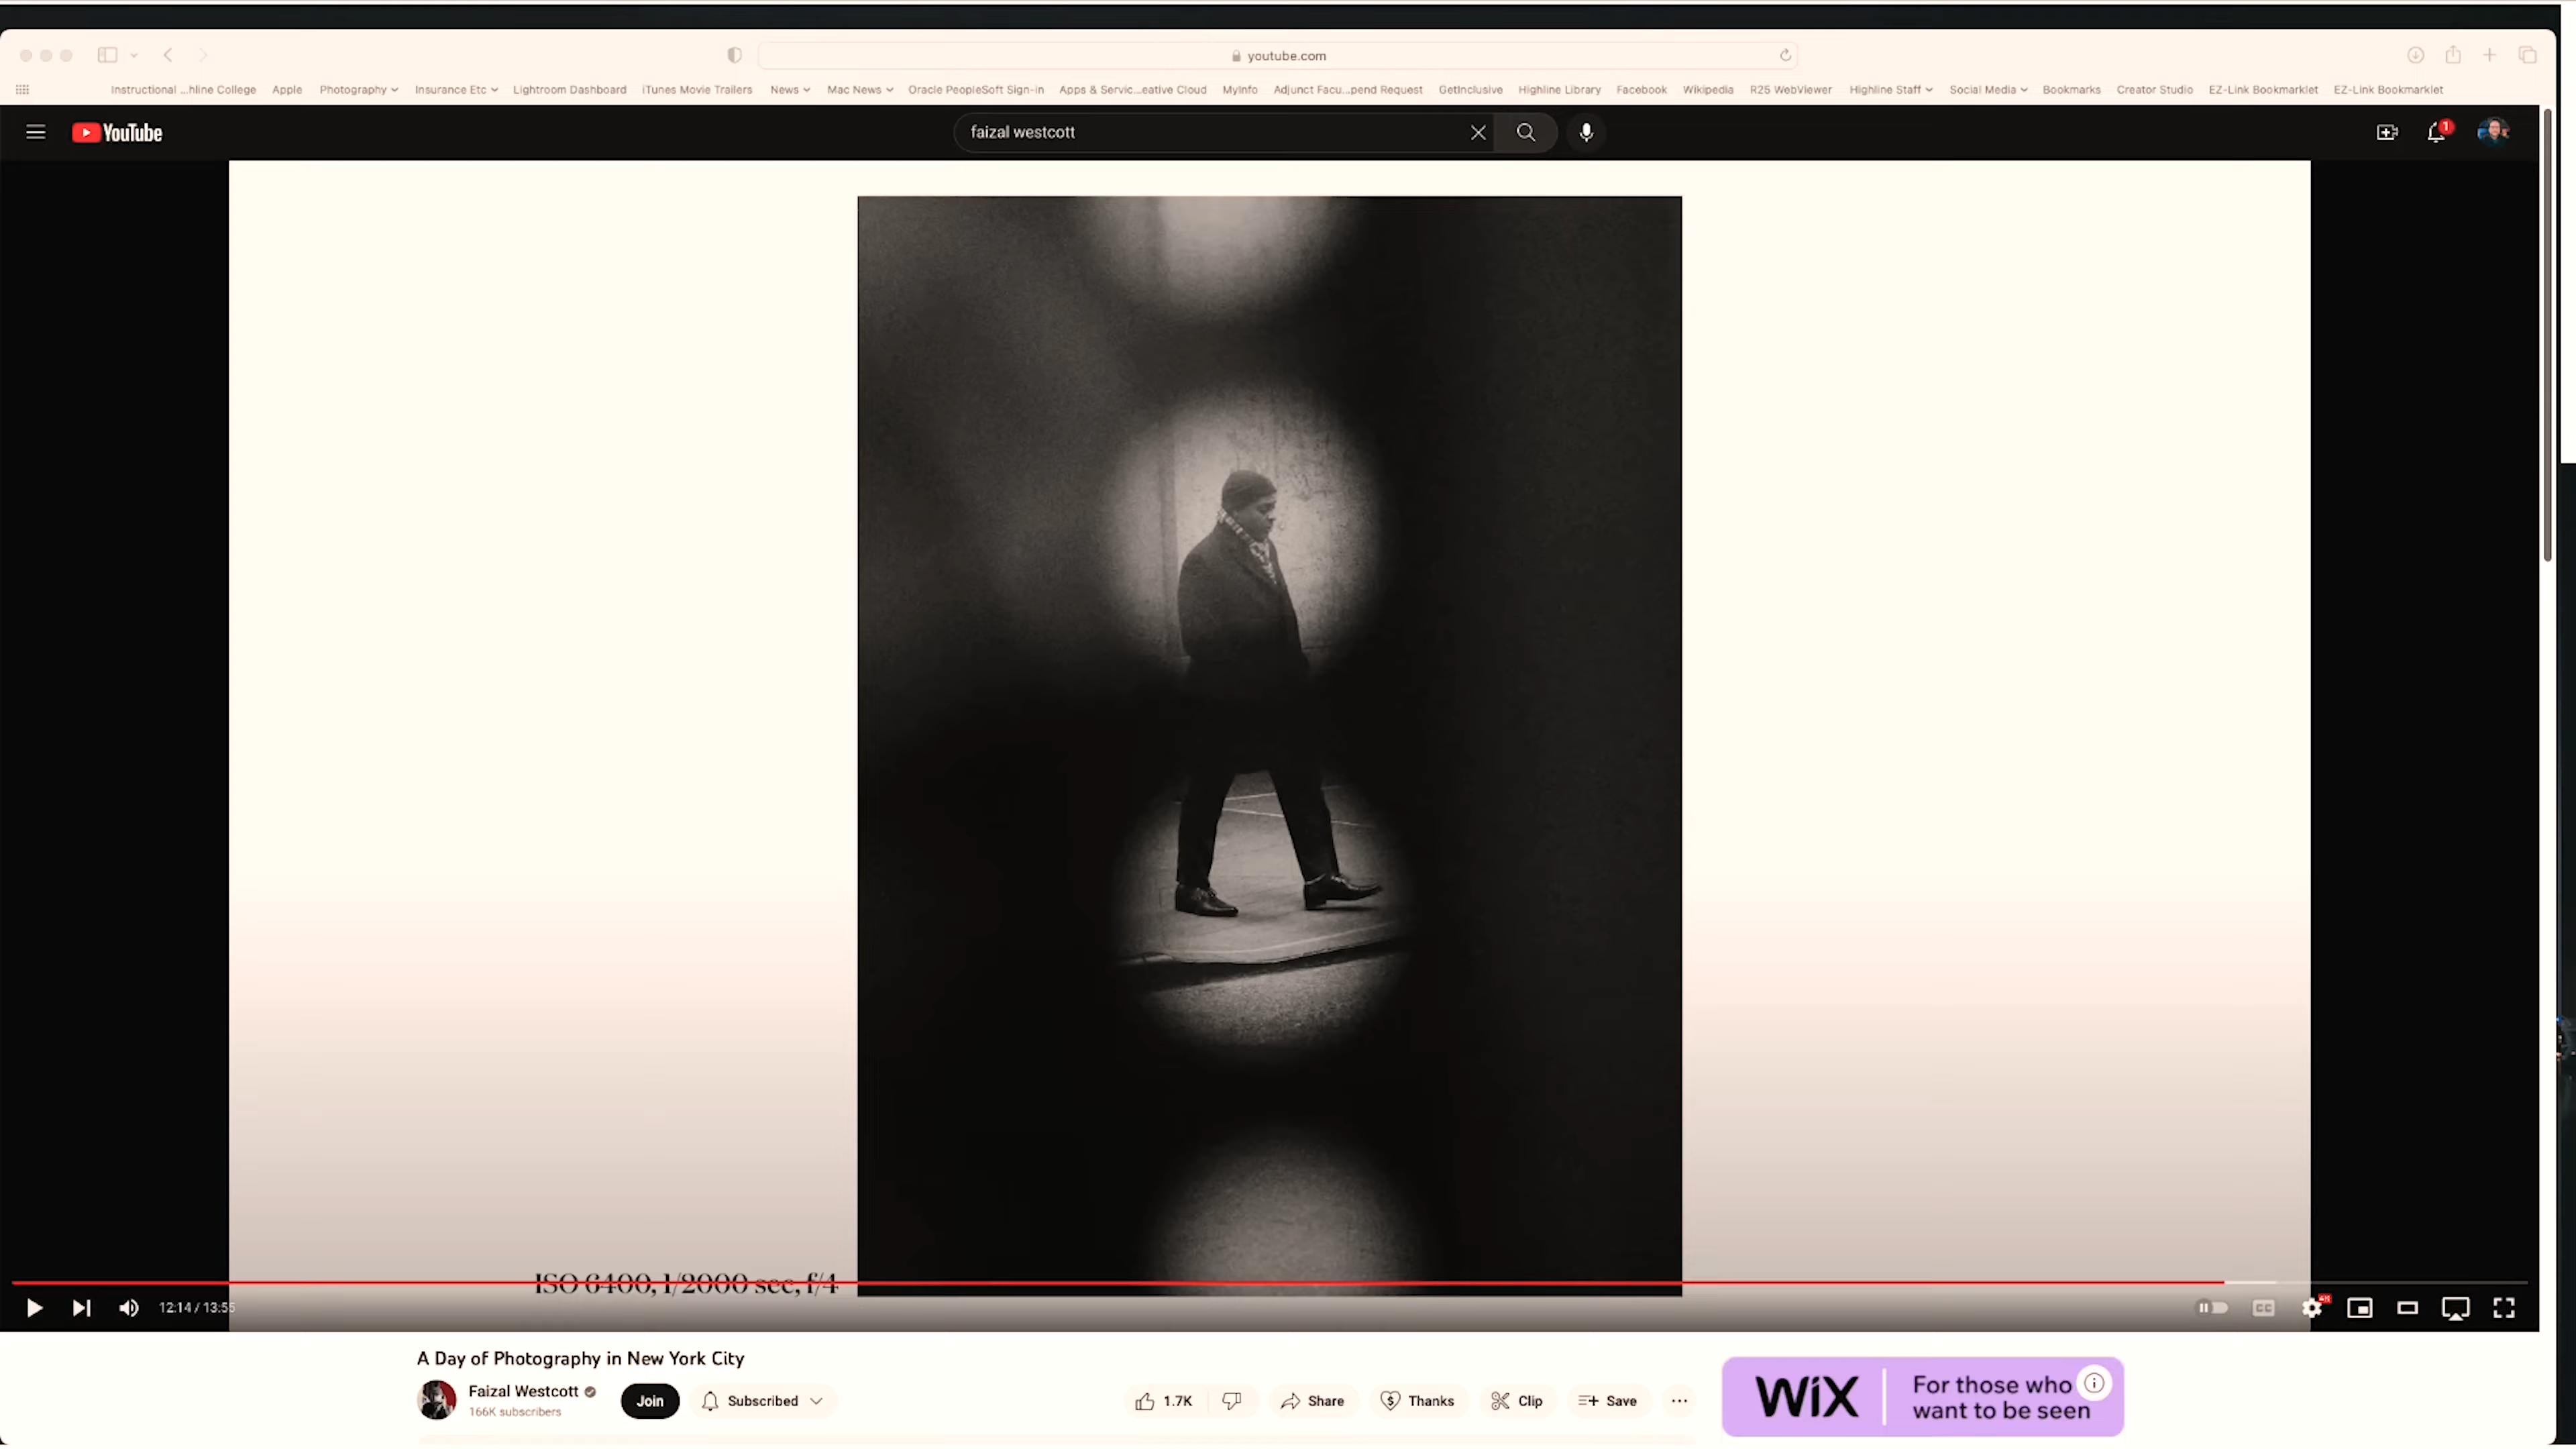 youtube.com
Instructional ...hline College Apple Photography Insurance Etc Lightroom Dashboard iTunes Movie Trailers News Mac News Oracle PeopleSoft Sign-in Apps & Servic...eative Cloud MyInfo Adjunct Facu...pend Request GetInclusive Highline Library Facebook Wikipedia R25 WebViewer Highline Staff Social Media Bookmarks Creator Studio EZ-Link Bookmarklet EZ-Link Bookmarklet
YouTube faizal westcott 1
ISO 6400, 1/2000 sec, f/4
12:14 / 13:55 CC 4K
A Day of Photography in New York City
Faizal Westcott
166K subscribers
Join Subscribed 1.7K Share Thanks Clip Save ...
WiX
For those who
want to be seen